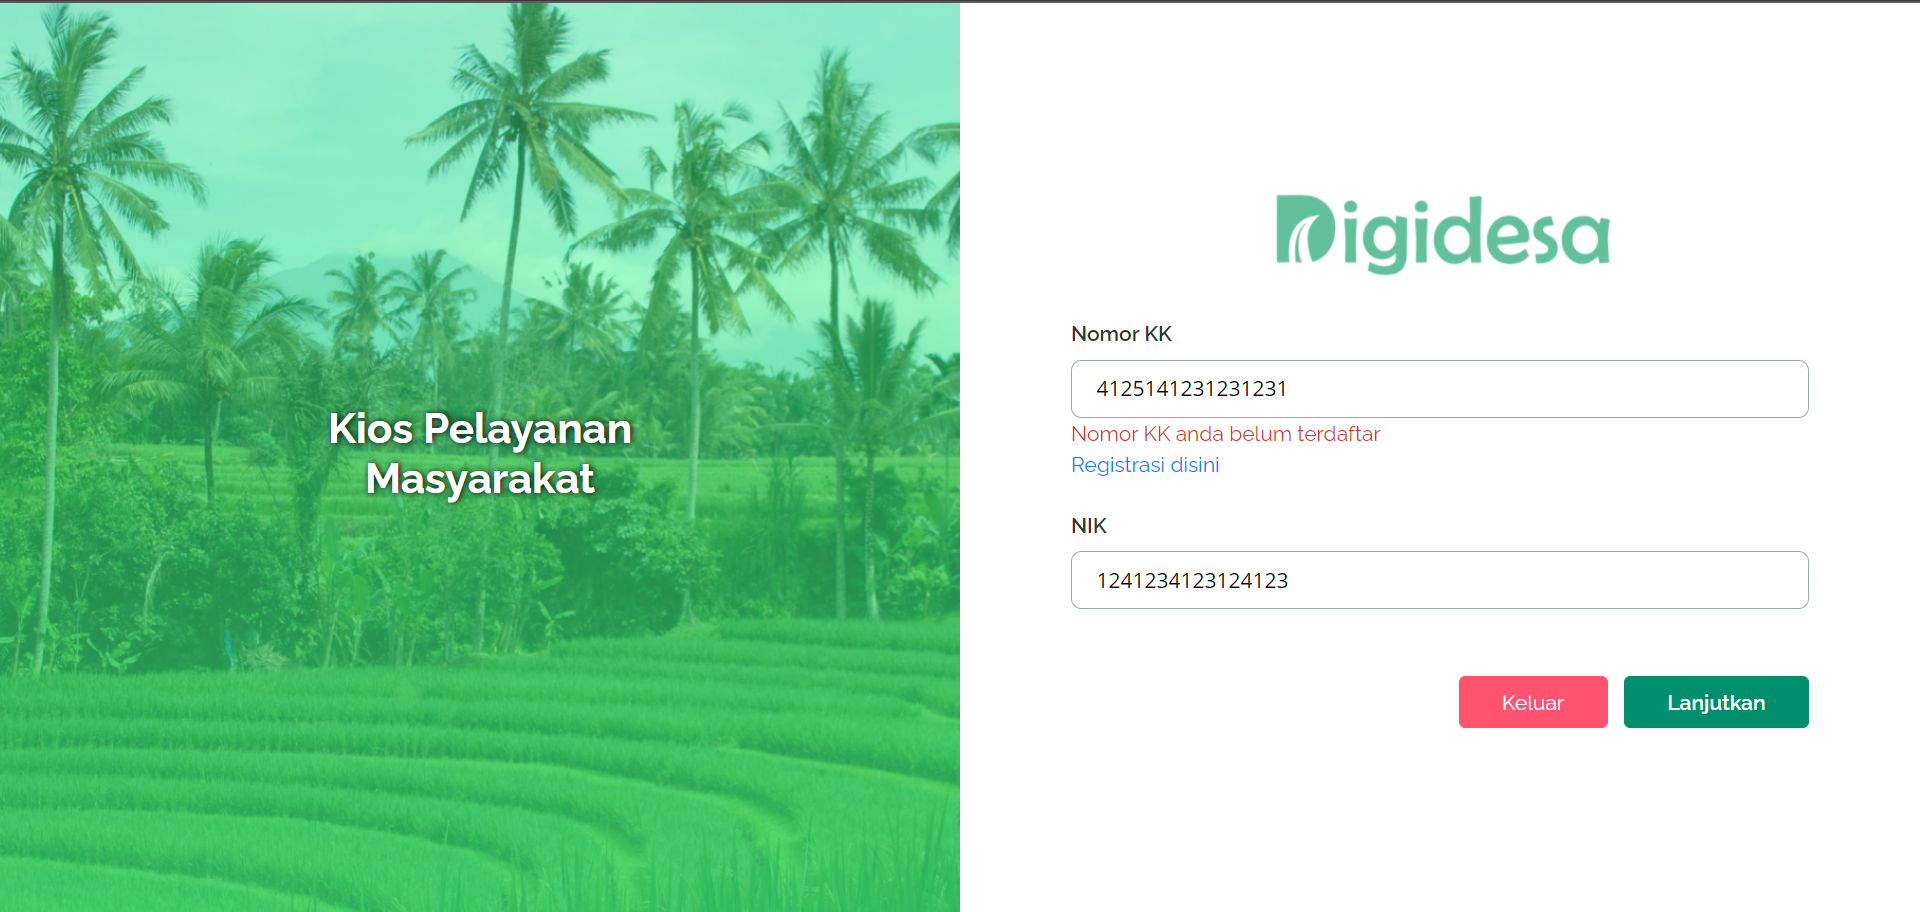 Kios Pelayanan
Masyarakat
Digidesa
Nomor KK
4125141231231231
Nomor KK anda belum terdaftar
Registrasi disini
NIK
1241234123124123
Keluar
Lanjutkan